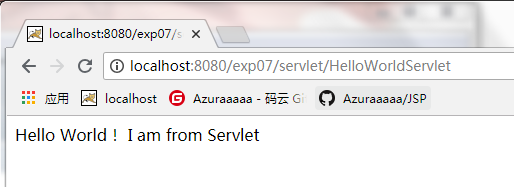 localhost:8080/exp07/s
localhost:8080/exp07/servlet/HelloWorldServlet
应用 localhost Azuraaaaa - 码云 Gi Azuraaaaa/JSP
Hello World！ I am from Servlet